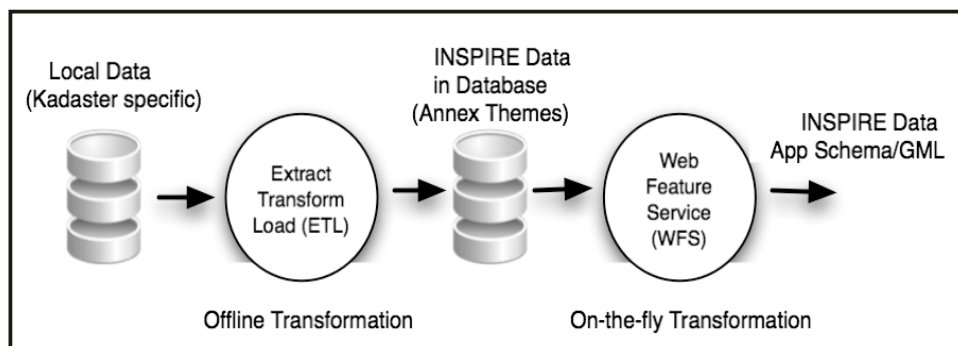 Local Data
(Kadaster specific)
Extract
Transform
Load (ETL)
INSPIRE Data
in Database
(Annex Themes)
Web
Feature
Service
(WFS)
INSPIRE Data
App Schema/GML
Offline Transformation
On-the-fly Transformation